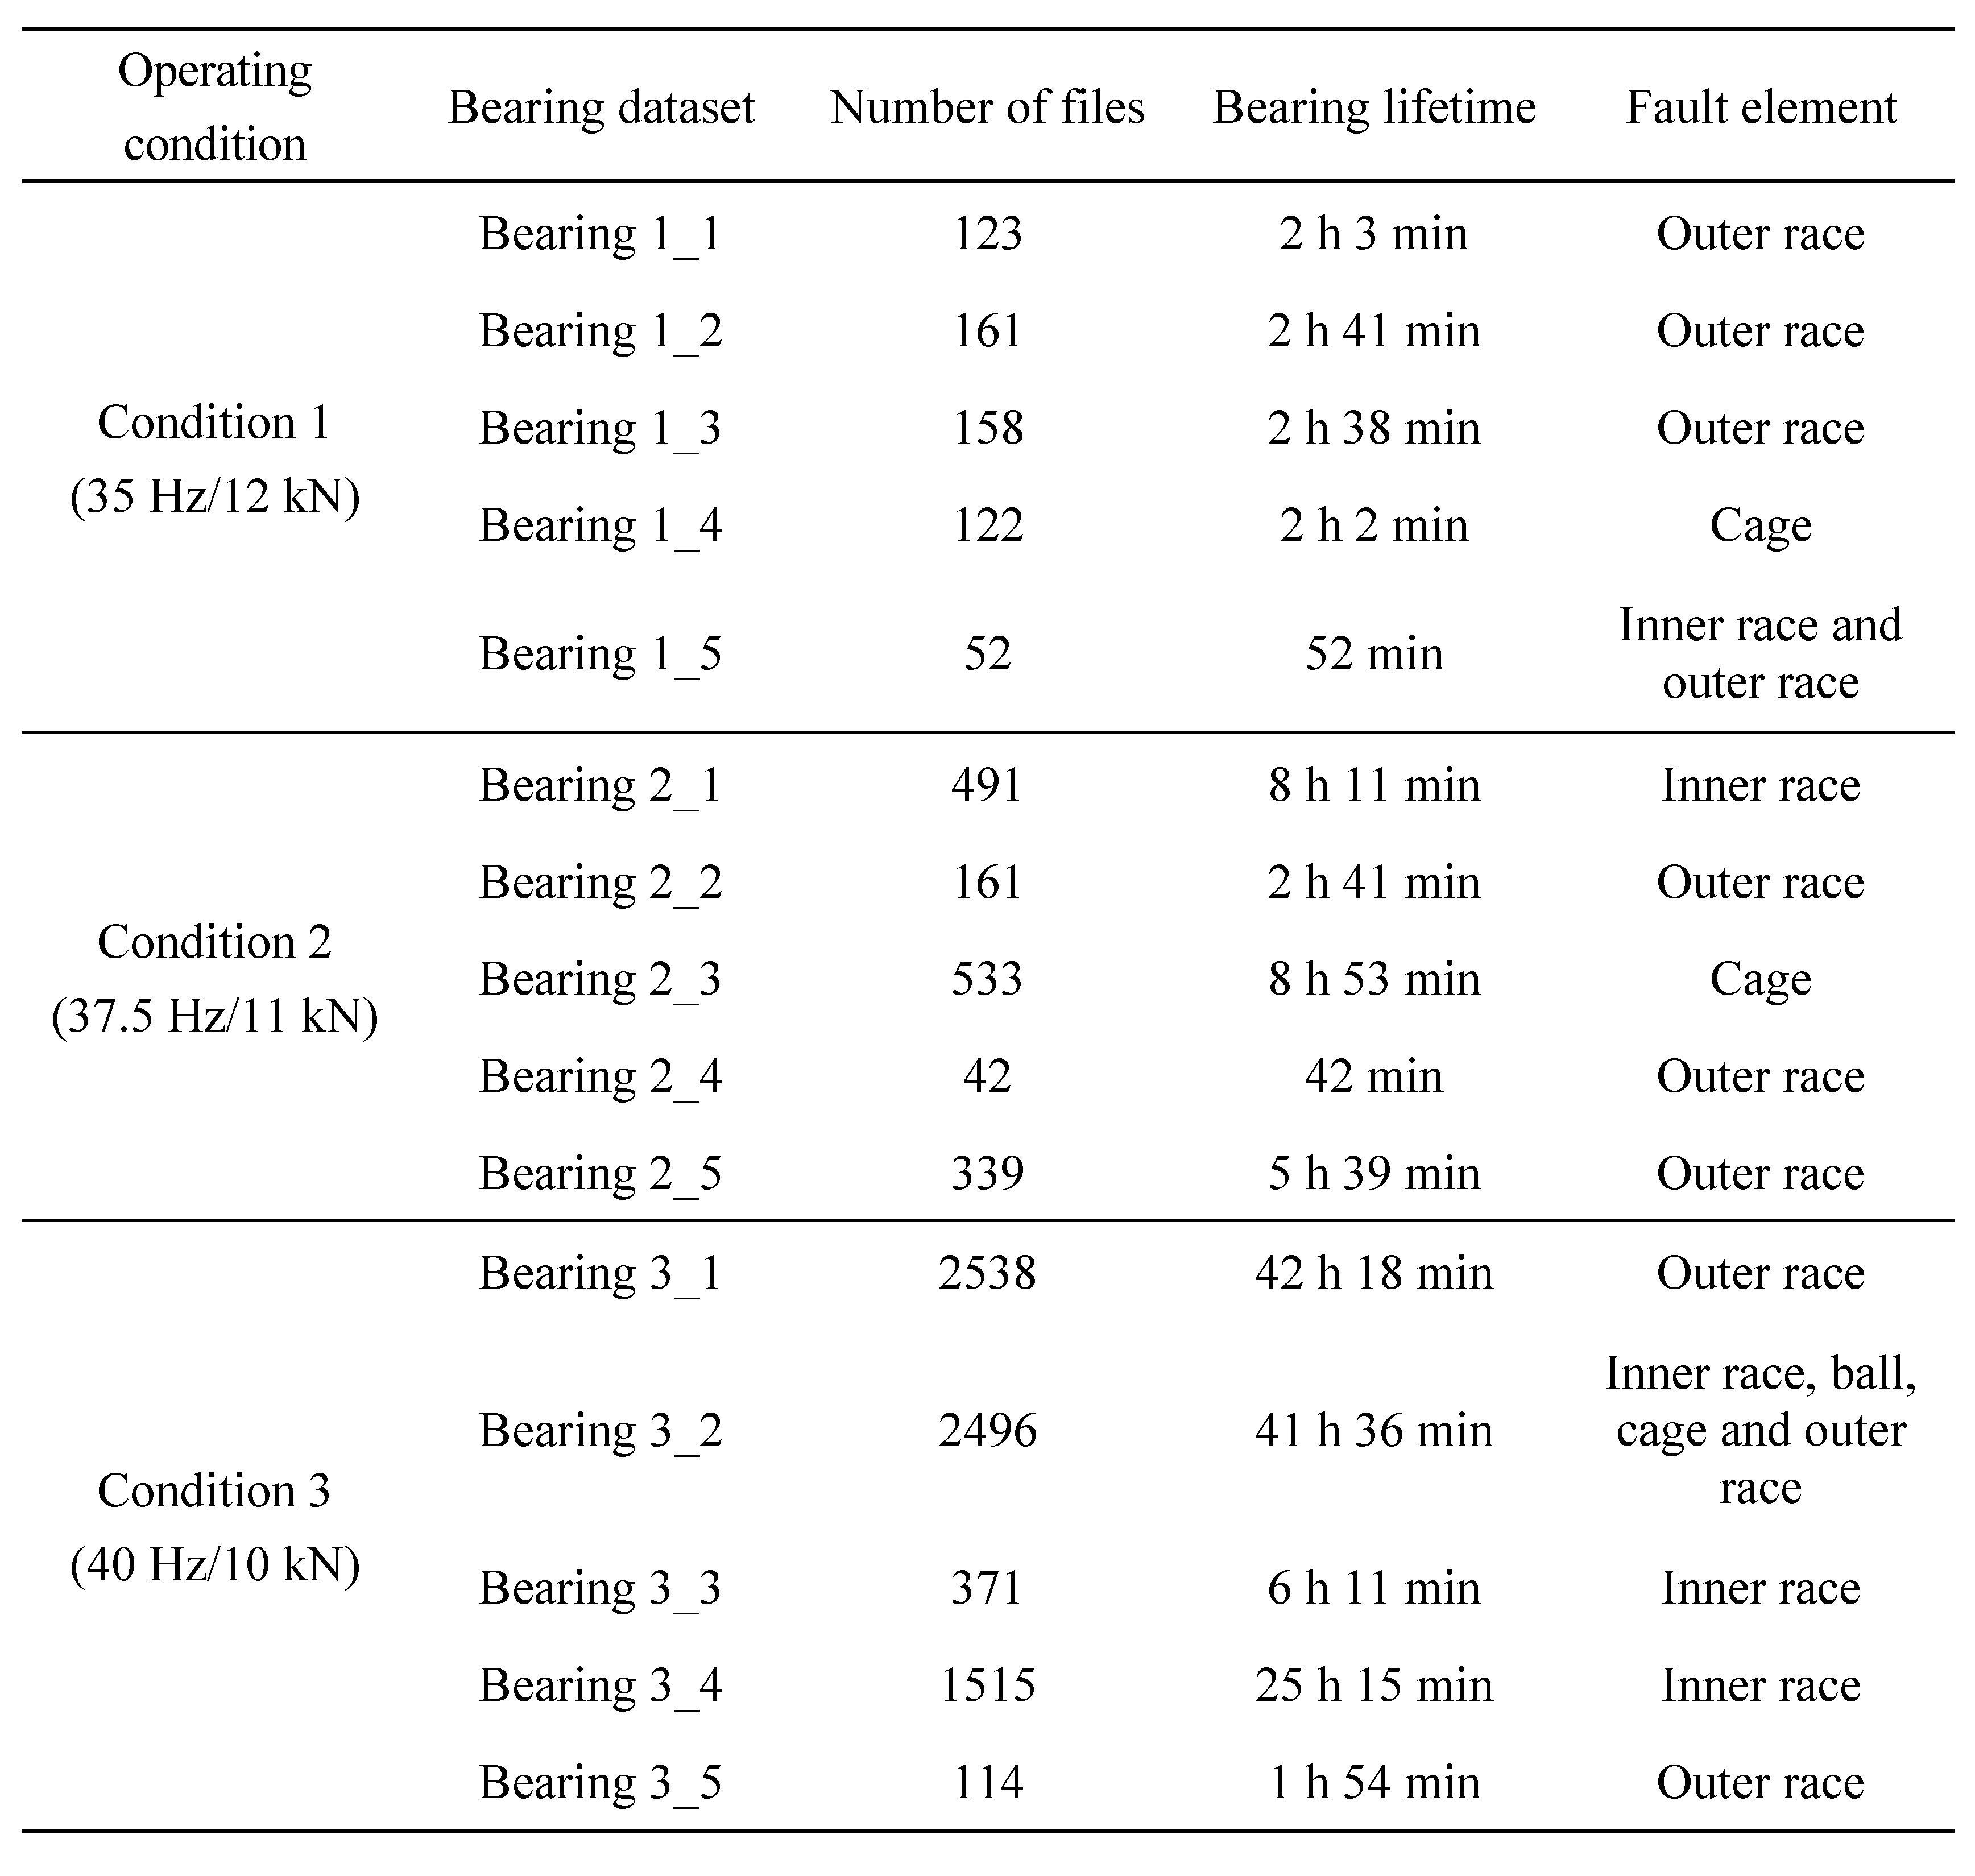 Operating condition Bearing dataset Number of files Bearing lifetime Fault element
Bearing 1_1 123 2 h 3 min Outer race
Bearing 1_2 161 2 h 41 min Outer race
Condition 1
(35 Hz/12 kN)
Bearing 1_3 158 2 h 38 min Outer race
Bearing 1_4 122 2 h 2 min Cage
Bearing 1_5 52 52 min Inner race and
outer race
Bearing 2_1 491 8 h 11 min Inner race
Bearing 2_2 161 2 h 41 min Outer race
Condition 2
(37.5 Hz/11 kN)
Bearing 2_3 533 8 h 53 min Cage
Bearing 2_4 42 42 min Outer race
Bearing 2_5 339 5 h 39 min Outer race
Bearing 3_1 2538 42 h 18 min Outer race
Bearing 3_2 2496 41 h 36 min Inner race, ball,
cage and outer
race
Condition 3
(40 Hz/10 kN)
Bearing 3_3 371 6 h 11 min Inner race
Bearing 3_4 1515 25 h 15 min Inner race
Bearing 3_5 114 1 h 54 min Outer race